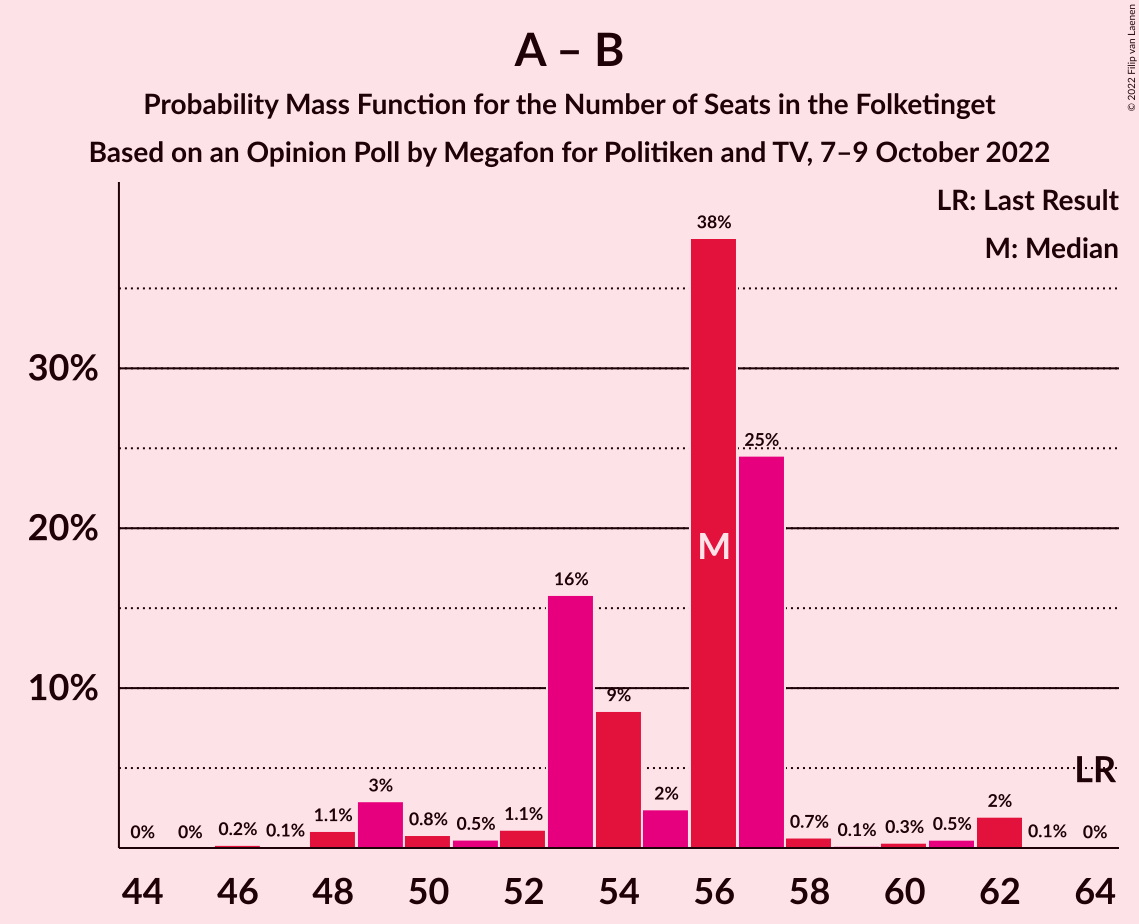 A – B
Probability Mass Function for the Number of Seats in the Folketinget
Based on an Opinion Poll by Megafon for Politiken and TV, 7–9 October 2022
© 2022 Filip van Laenen
LR: Last Result
M: Median
38%
30%
25%
20%
M
16%
10%
9%
LR
3%
2%
2%
1.1%
0.8%
0.5%
1.1%
0.7%
0.1%
0.3%
0.5%
0% 0% 0.2% 0.1%
0.1% 0%
44 46 48 50 52 54 56 58 60 62 64